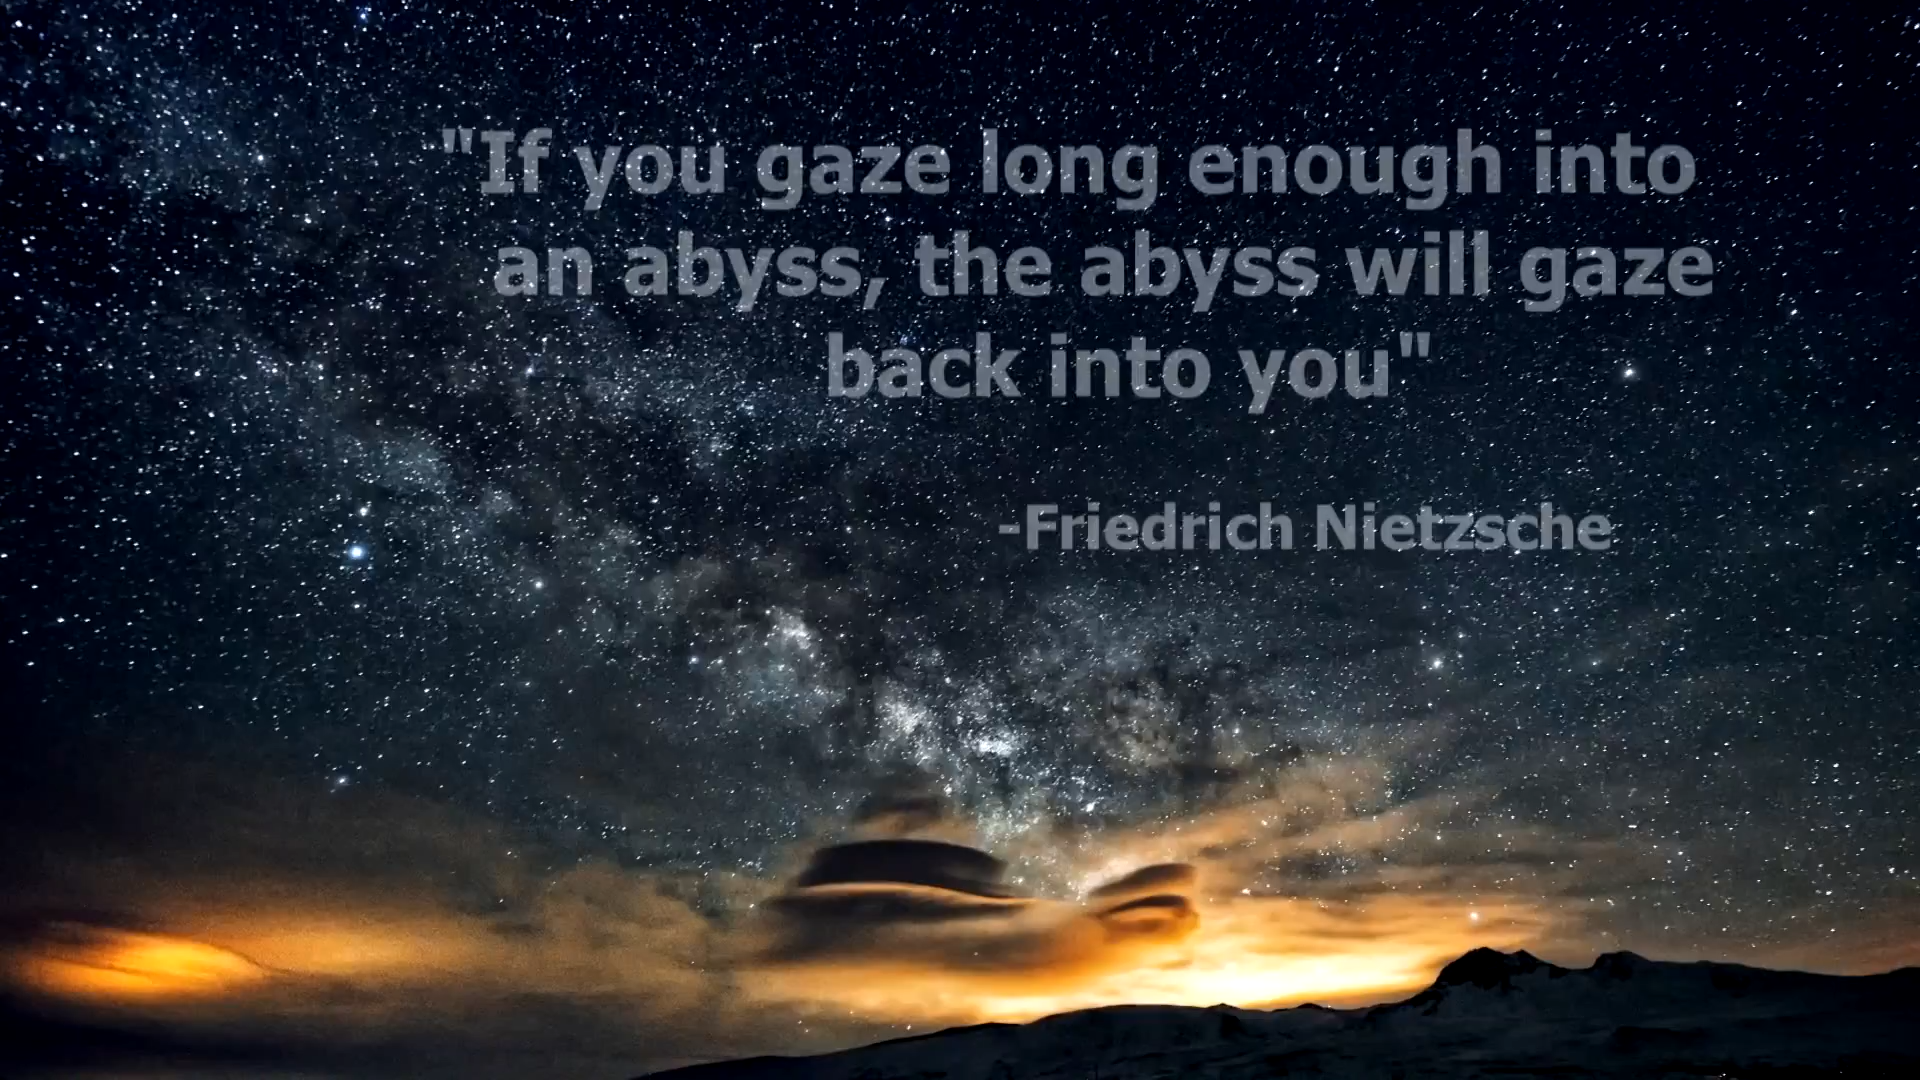 "If you gaze long enough into
an abyss, the abyss will gaze
back into you"
-Friedrich Nietzsche